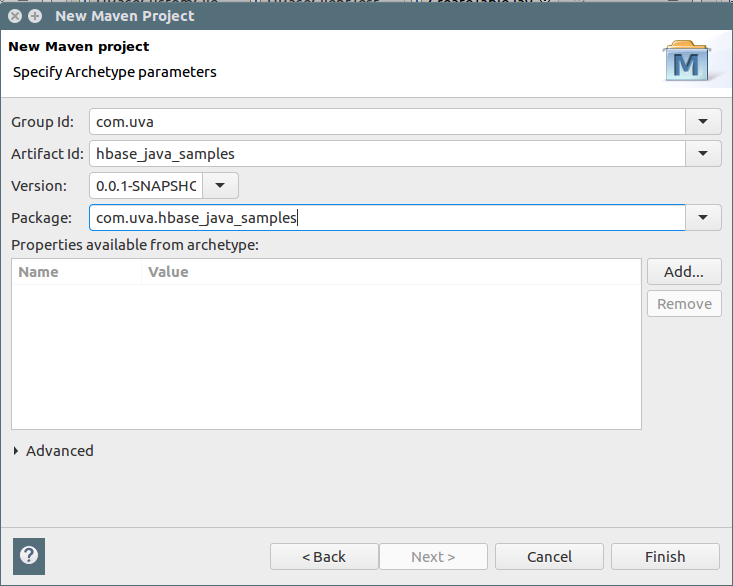 New Maven Project
New Maven project
Specify Archetype parameters
M
Group Id: com.uva
Artifact Id: hbase_java_samples
Version: 0.0.1-SNAPSHO
Package: com.uva.hbase_java_samples
Properties available from archetype:
Name Value Add...
Remove
Advanced
? < Back Next > Cancel Finish